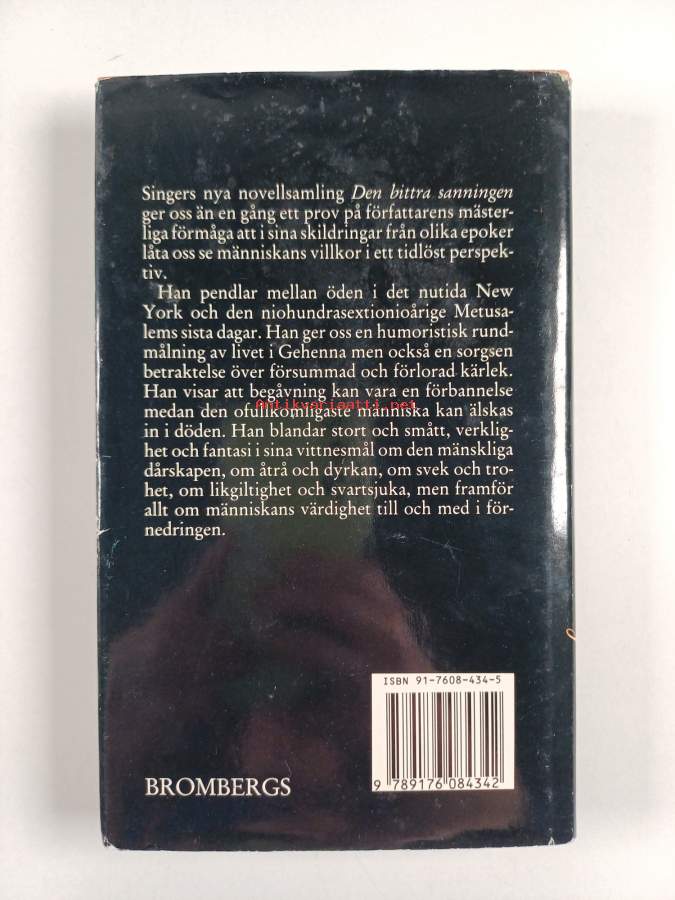 Singers nya novellsamling Den bittra sanningen
ger oss än en gång ett prov på författarens mäster-
liga förmåga att i sina skildringar från olika epoker
låta oss se människans villkor i ett tidlöst perspek-
tiv.
Han pendlar mellan öden i det nutida New
York och den niohundrasextionioårige Metusa-
lems sista dagar. Han ger oss en humoristisk rund-
målning av livet i Gehenna men också en sorgsen
betraktelse över försummad och förlorad kärlek.
Han visar att begåvning kan vara en förbannelse
medan den ofullkomligaste människa kan älskas
Antikvariaatti.net
in i döden. Han blandar stort och smått, verklig-
het och fantasi i sina vittnesmål om den mänskliga
dårskapen, om åtrå och dyrkan, om svek och tro-
het, om likgiltighet och svartsjuka, men framför
allt om människans värdighet till och med i för-
nedringen.
ISBN 91-7608-434-5
9 789176 084342
BROMBERGS